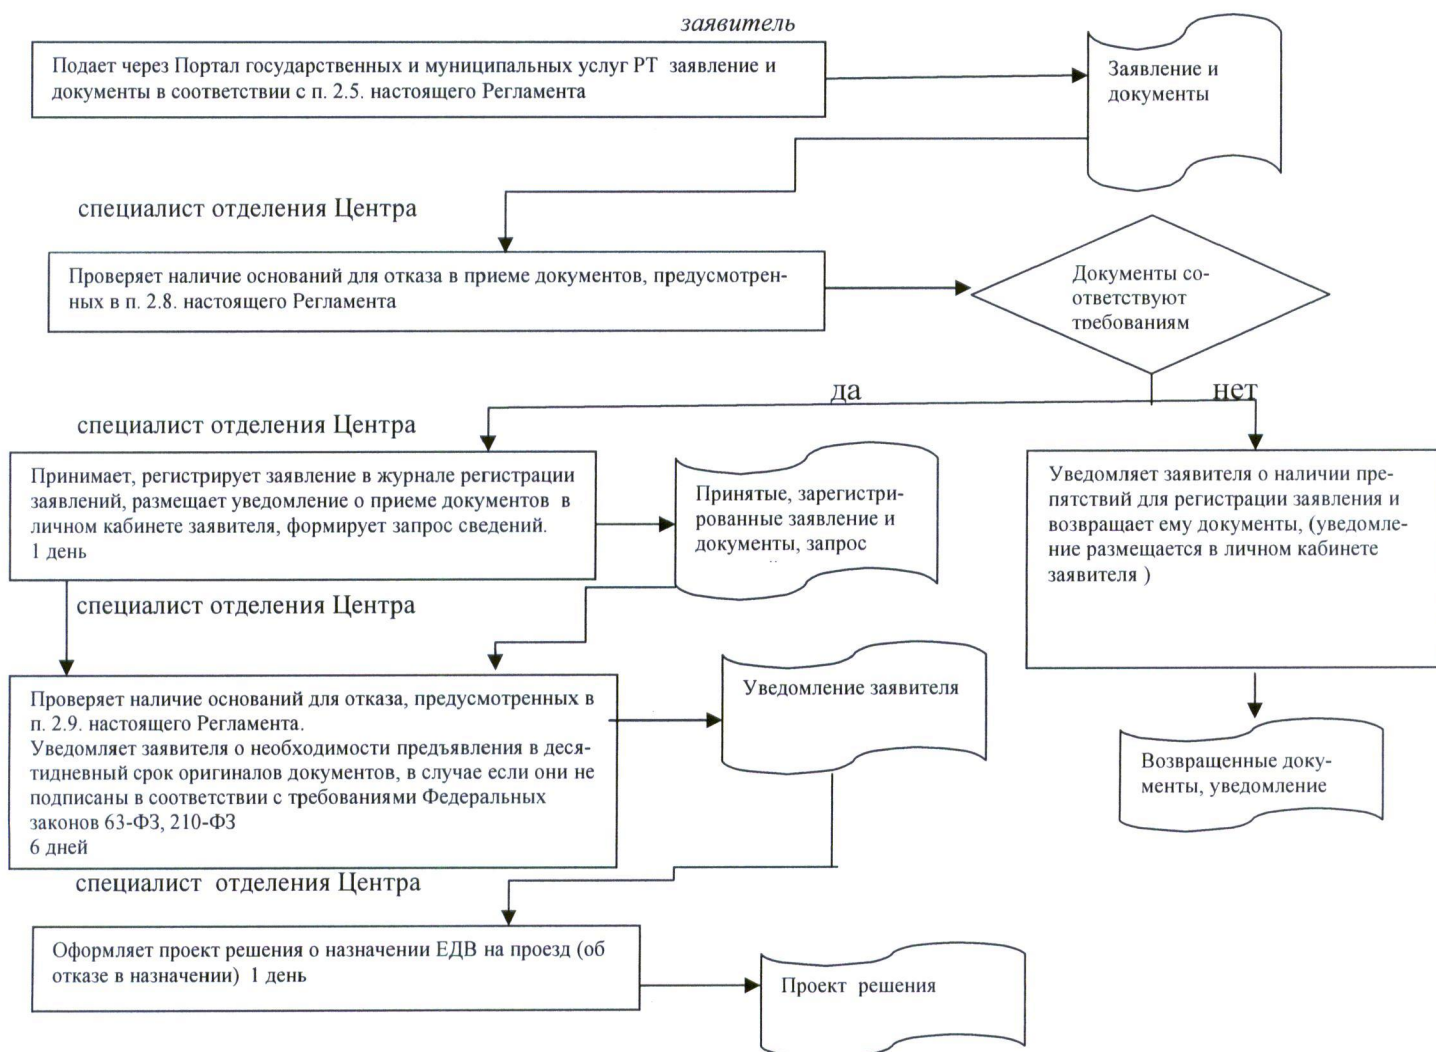 заявитель
Подает через Портал государственных и муниципальных услуг РТ заявление и
документы в соответствии с п. 2.5. настоящего Регламента
Заявление и
документы
специалист отделения Центра
Проверяет наличие оснований для отказа в приеме документов, предусмотрен-
ных в п. 2.8. настоящего Регламента
Документы со-
ответствуют
требованиям
да
нет
специалист отделения Центра
Принимает, регистрирует заявление в журнале регистрации
заявлений, размещает уведомление о приеме документов в
личном кабинете заявителя, формирует запрос сведений.
1 день
Принятые, зарегистри-
рованные заявление и
документы, запрос
Уведомляет заявителя о наличии пре-
пятствий для регистрации заявления и
возвращает ему документы, (уведомле-
ние размещается в личном кабинете
заявителя )
специалист отделения Центра
Проверяет наличие оснований для отказа, предусмотренных в
п. 2.9. настоящего Регламента.
Уведомляет заявителя о необходимости предъявления в деся-
тидневный срок оригиналов документов, в случае если они не
подписаны в соответствии с требованиями Федеральных
законов 63-ФЗ, 210-ФЗ
6 дней
Уведомление заявителя
Возвращенные доку-
менты, уведомление
специалист отделения Центра
Оформляет проект решения о назначении ЕДВ на проезд (об
отказе в назначении) 1 день
Проект решения